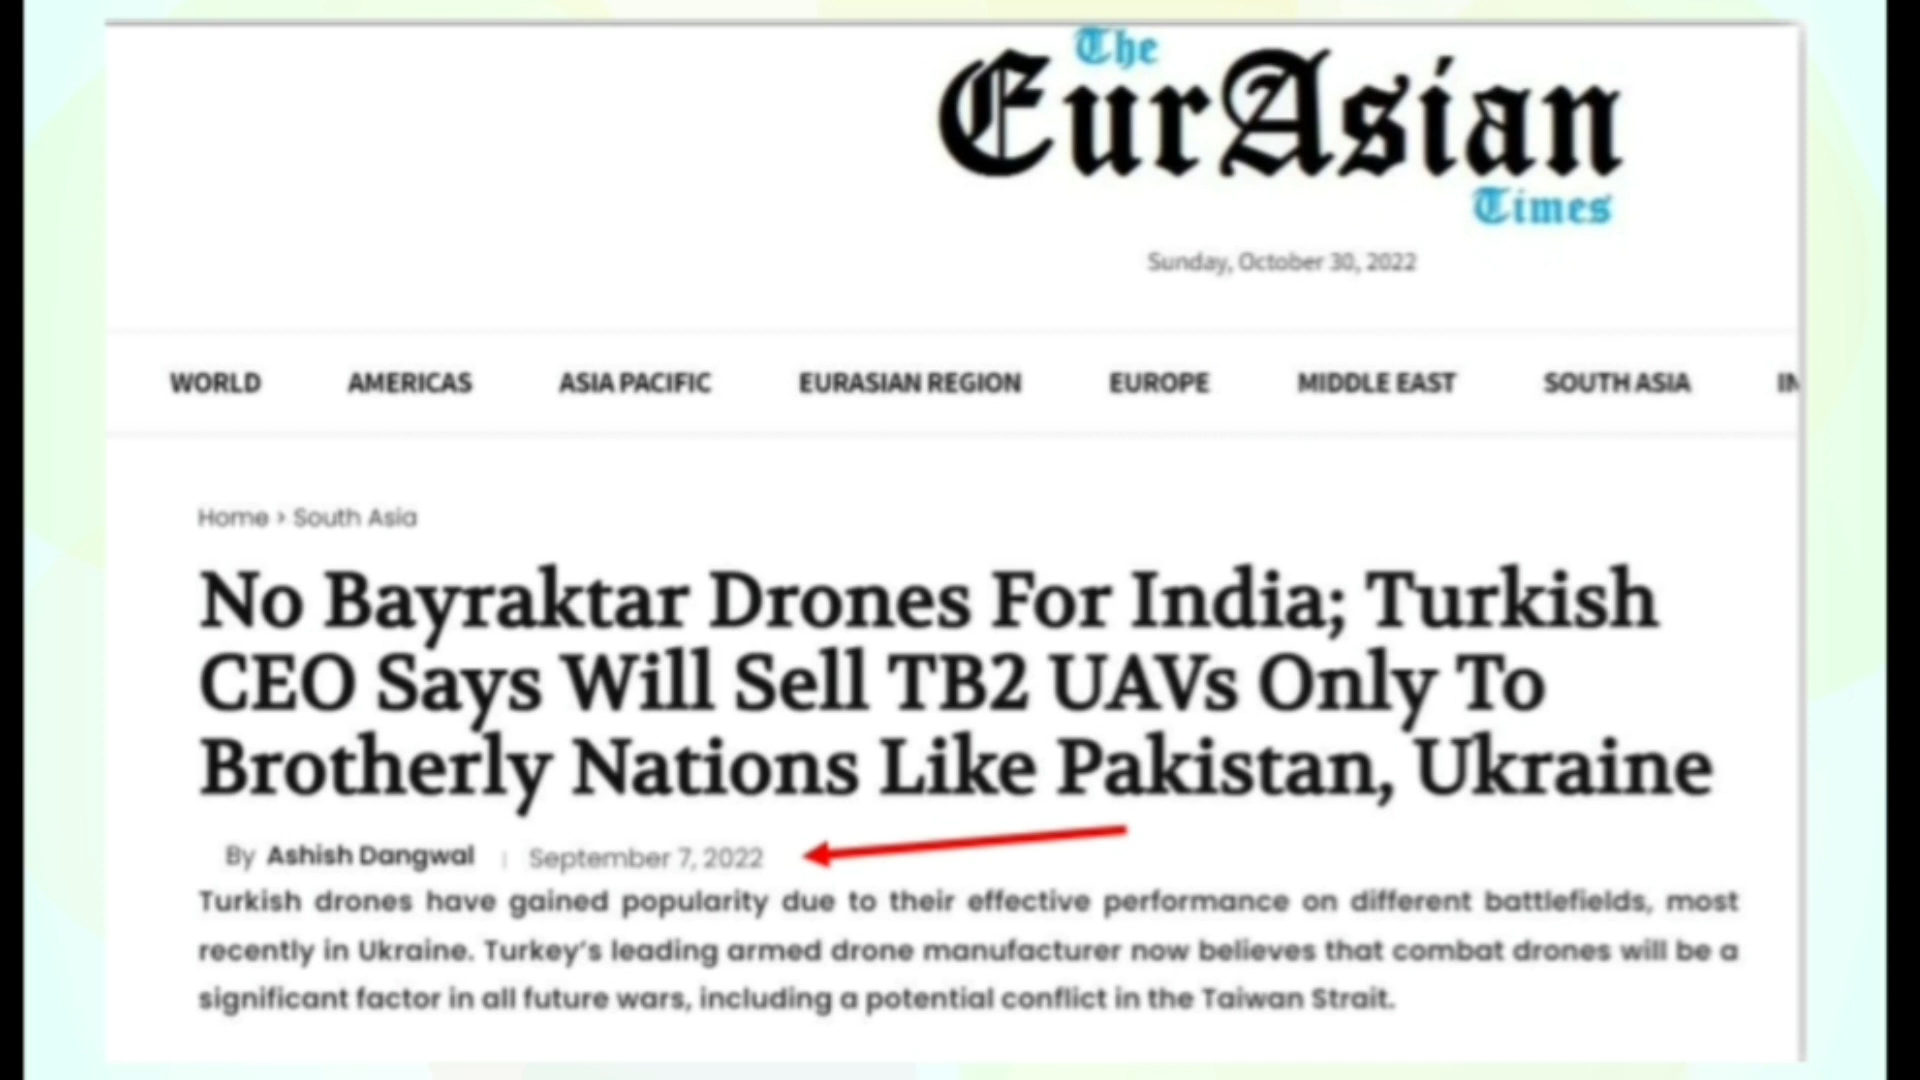 The
EurAsian
Times
Sunday, October 30, 2022
WORLD AMERICAS ASIA PACIFIC EURASIAN REGION EUROPE MIDDLE EAST SOUTH ASIA IN
Home > South Asia
No Bayraktar Drones For India; Turkish
CEO Says Will Sell TB2 UAVs Only To
Brotherly Nations Like Pakistan, Ukraine
By Ashish Dangwal | September 7, 2022
Turkish drones have gained popularity due to their effective performance on different battlefields, most
recently in Ukraine. Turkey's leading armed drone manufacturer now believes that combat drones will be a
significant factor in all future wars, including a potential conflict in the Taiwan Strait.